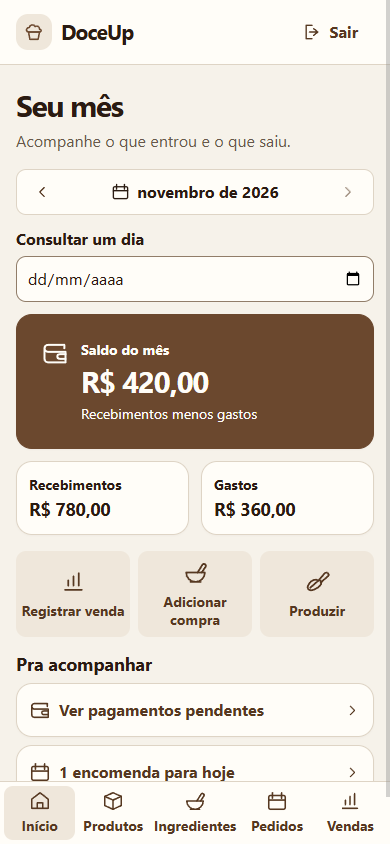 DoceUp
Sair
Seu mês
Acompanhe o que entrou e o que saiu.
novembro de 2026
Consultar um dia
dd/mm/aaaa
Saldo do mês
R$ 420,00
Recebimentos menos gastos
Recebimentos
R$ 780,00
Gastos
R$ 360,00
Registrar venda
Adicionar
compra
Produzir
Pra acompanhar
Ver pagamentos pendentes
1 encomenda para hoje
Início
Produtos
Ingredientes
Pedidos
Vendas